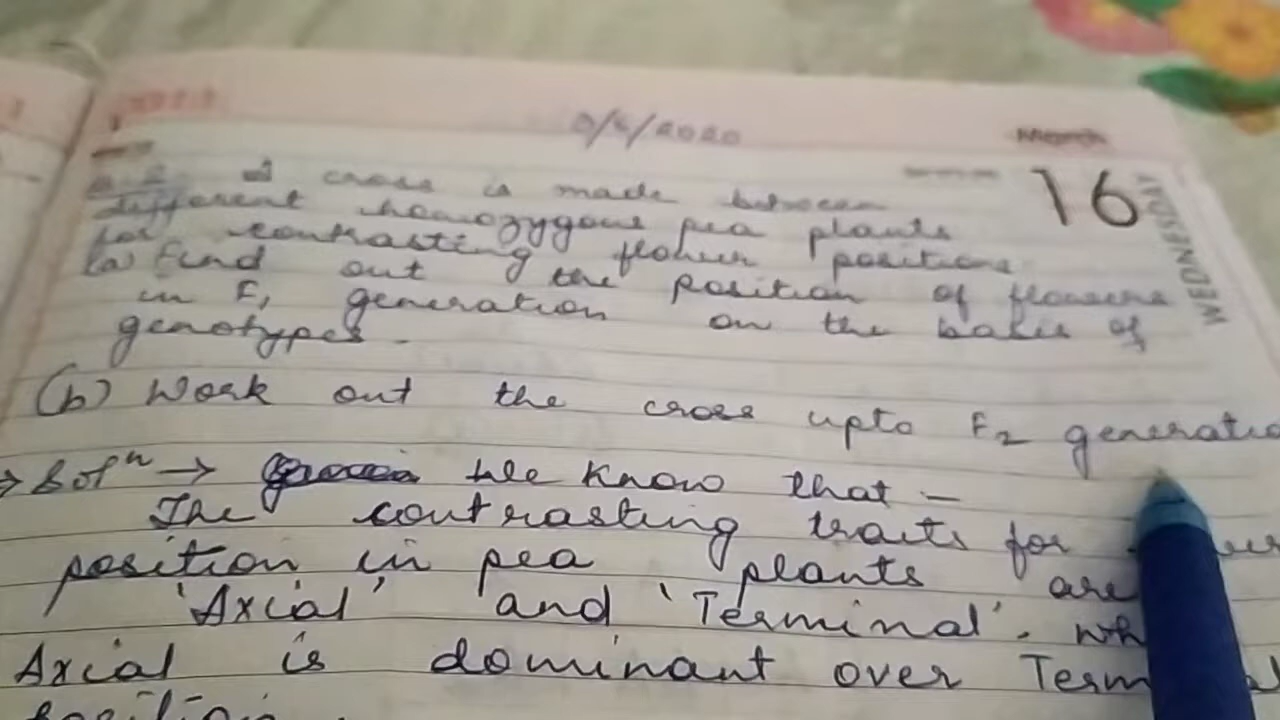 /2020
March
16
WEDNESDAY
A cross is made between
different homozygous pea plants
for contrasting flower positions
(a) Find out the position of flowers
in F1 generation on the basis of
genotypes.
(b) Work out the cross upto F2 generatio
→ Solⁿ → We know that –
The contrasting traits for
position in pea plants are
'Axial' and 'Terminal'. wh
Axial is dominant over Term
position.